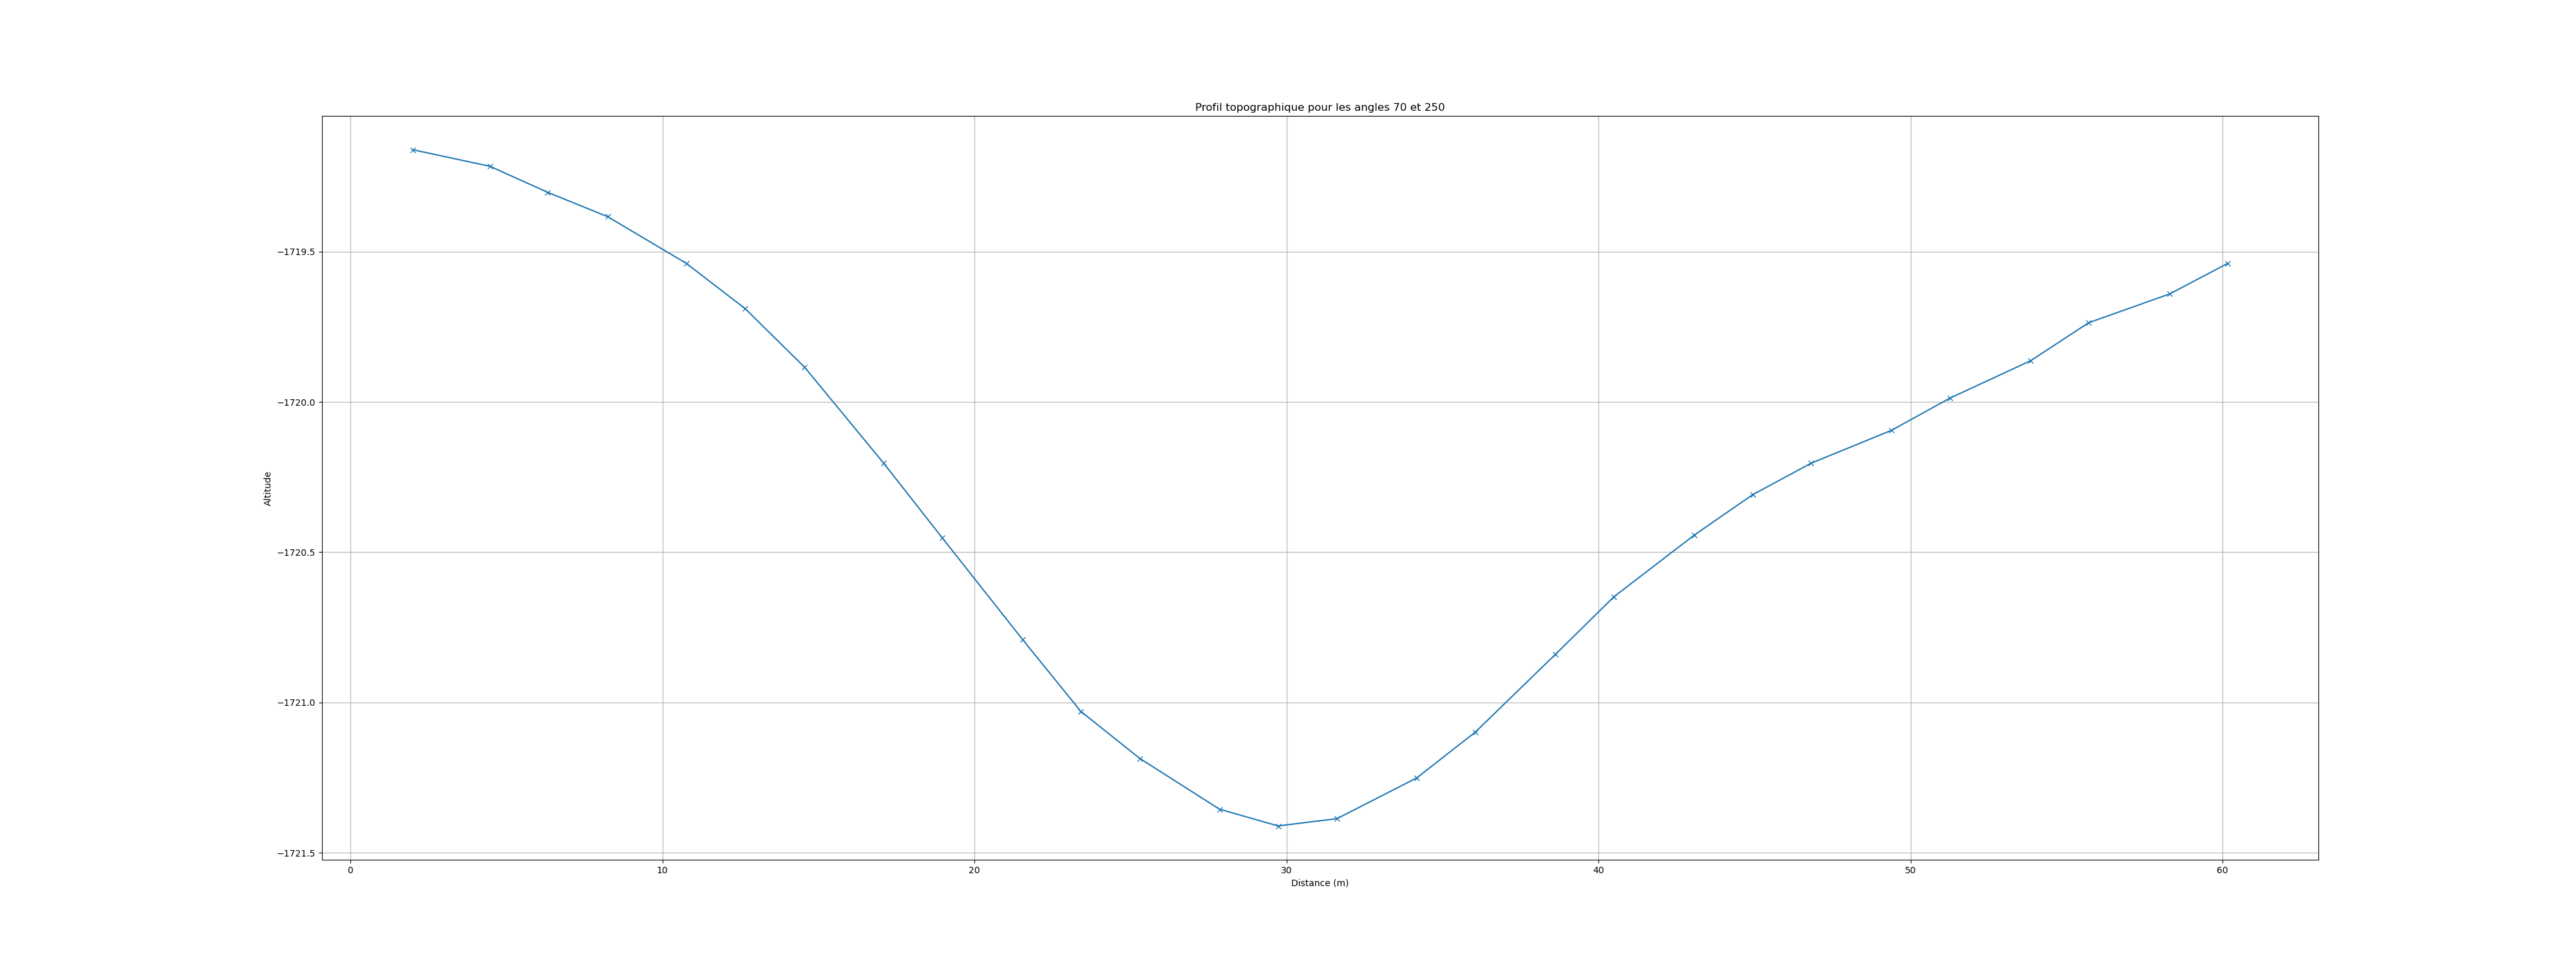 Profil topographique pour les angles 70 et 250
Altitude
−1719.5
−1720.0
−1720.5
−1721.0
−1721.5
0 10 20 30 40 50 60
Distance (m)